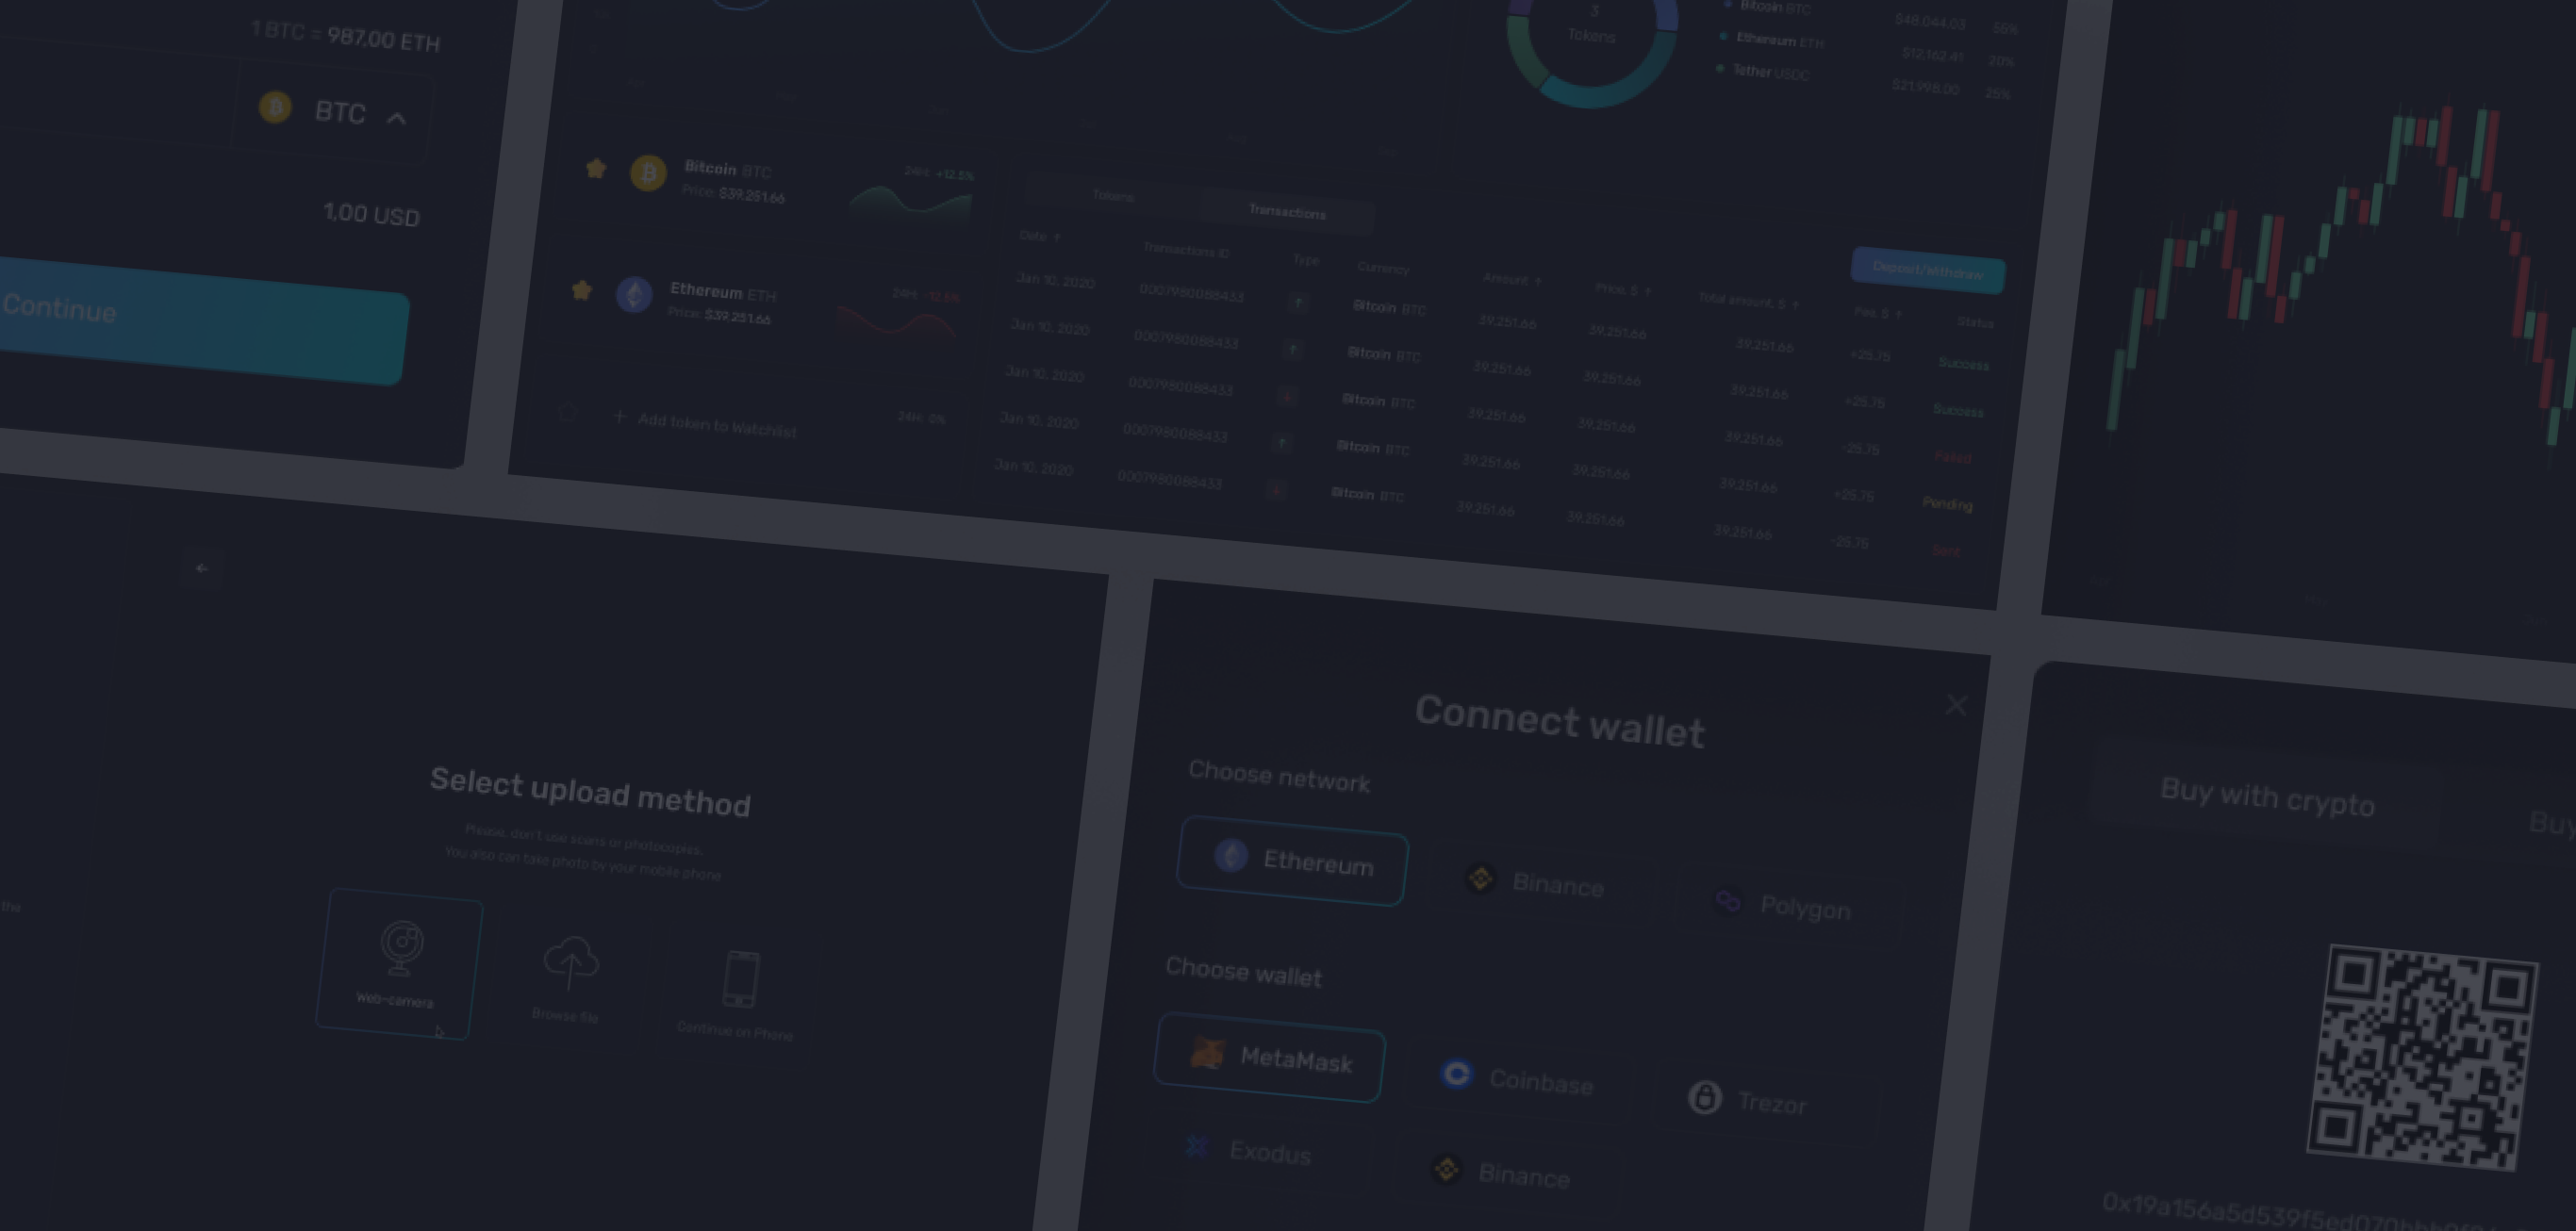 1 BTC = 987,00 ETH
BTC
1,00 USD
Continue
3
Tokens
Bitcoin BTC $48,044.03 55%
Ethereum ETH $12,162.41 20%
Tether USDC $21,998.00 25%
Bitcoin BTC
Price: $39,251.66
24H: +12.5%
Ethereum ETH
Price: $39,251.66
24H: -12.5%
+ Add token to Watchlist
24H: 0%
Tokens Transactions
Deposit/Withdraw
Date ↑ Transactions ID Type Currency Amount ↑ Price, $ ↑ Total amount, $ ↑ Fee, $ ↑ Status
Jan 10, 2020 0007980088433 ↑ Bitcoin BTC 39,251.66 39,251.66 39,251.66 +25.75 Success
Jan 10, 2020 0007980088433 ↑ Bitcoin BTC 39,251.66 39,251.66 39,251.66 +25.75 Success
Jan 10, 2020 0007980088433 ↓ Bitcoin BTC 39,251.66 39,251.66 39,251.66 -25.75 Failed
Jan 10, 2020 0007980088433 ↑ Bitcoin BTC 39,251.66 39,251.66 39,251.66 +25.75 Pending
Jan 10, 2020 0007980088433 ↓ Bitcoin BTC 39,251.66 39,251.66 39,251.66 -25.75 Sent
the
Select upload method
Please, don't use scans or photocopies.
You also can take photo by your mobile phone
Web-camera
Browse file
Continue on Phone
Connect wallet
Choose network
Ethereum
Binance
Polygon
Choose wallet
MetaMask
Coinbase
Trezor
Exodus
Binance
Buy with crypto
Buy